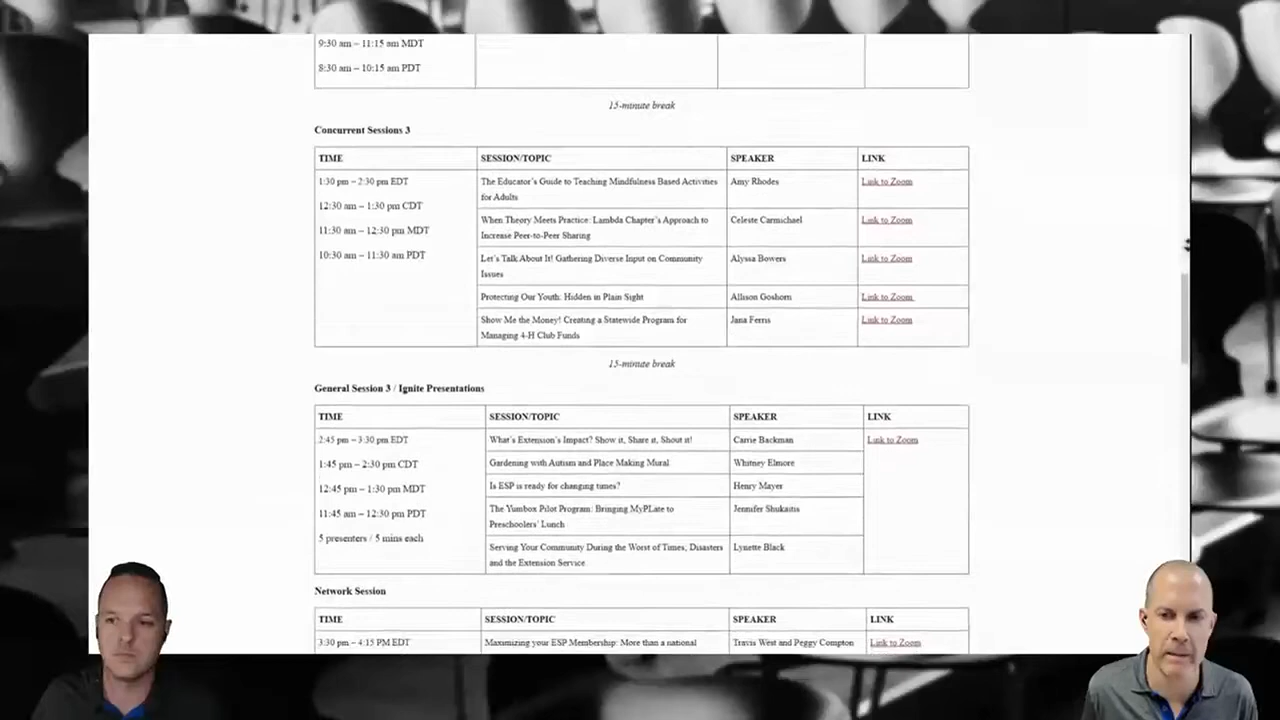 9:30 am – 11:15 am MDT
8:30 am – 10:15 am PDT
15-minute break
Concurrent Sessions 3
TIME SESSION/TOPIC SPEAKER LINK
1:30 pm – 2:30 pm EDT
12:30 am – 1:30 pm CDT
11:30 am – 12:30 pm MDT
10:30 am – 11:30 am PDT
The Educator's Guide to Teaching Mindfulness Based Activities
for Adults
Amy Rhodes
Link to Zoom
When Theory Meets Practice: Lambda Chapter's Approach to
Increase Peer-to-Peer Sharing
Celeste Carmichael
Link to Zoom
Let's Talk About It! Gathering Diverse Input on Community
Issues
Alyssa Bowers
Link to Zoom
Protecting Our Youth: Hidden in Plain Sight
Allison Goshorn
Link to Zoom
Show Me the Money! Creating a Statewide Program for
Managing 4-H Club Funds
Jana Ferris
Link to Zoom
15-minute break
General Session 3 / Ignite Presentations
TIME SESSION/TOPIC SPEAKER LINK
2:45 pm – 3:30 pm EDT
1:45 pm – 2:30 pm CDT
12:45 pm – 1:30 pm MDT
11:45 am – 12:30 pm PDT
5 presenters / 5 mins each
What's Extension's Impact? Show it, Share it, Shout it!
Carrie Backman
Link to Zoom
Gardening with Autism and Place Making Mural
Whitney Elmore
Is ESP is ready for changing times?
Henry Mayer
The Yumbox Pilot Program: Bringing MyPLate to
Preschoolers' Lunch
Jennifer Shukaitis
Serving Your Community During the Worst of Times, Disasters
and the Extension Service
Lynette Black
Network Session
TIME SESSION/TOPIC SPEAKER LINK
3:30 pm – 4:15 PM EDT
Maximizing your ESP Membership: More than a national
Travis West and Peggy Compton
Link to Zoom